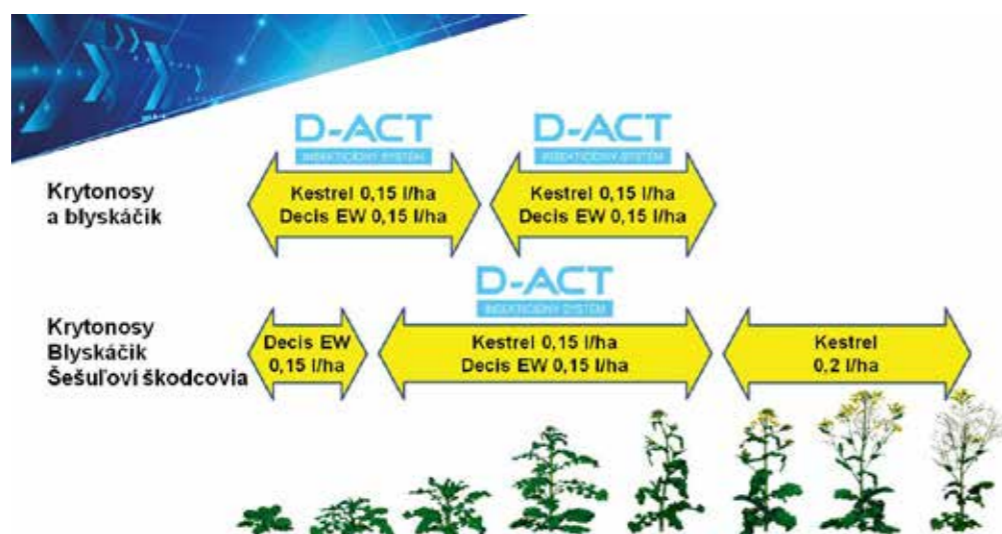 D-ACT
INSEKTICÍDNY SYSTÉM
D-ACT
INSEKTICÍDNY SYSTÉM
Krytonosy
a blyskáčik
Kestrel 0,15 l/ha
Decis EW 0,15 l/ha
Kestrel 0,15 l/ha
Decis EW 0,15 l/ha
D-ACT
INSEKTICÍDNY SYSTÉM
Krytonosy
Blyskáčik
Šešuľoví škodcovia
Decis EW
0,15 l/ha
Kestrel 0,15 l/ha
Decis EW 0,15 l/ha
Kestrel
0,2 l/ha